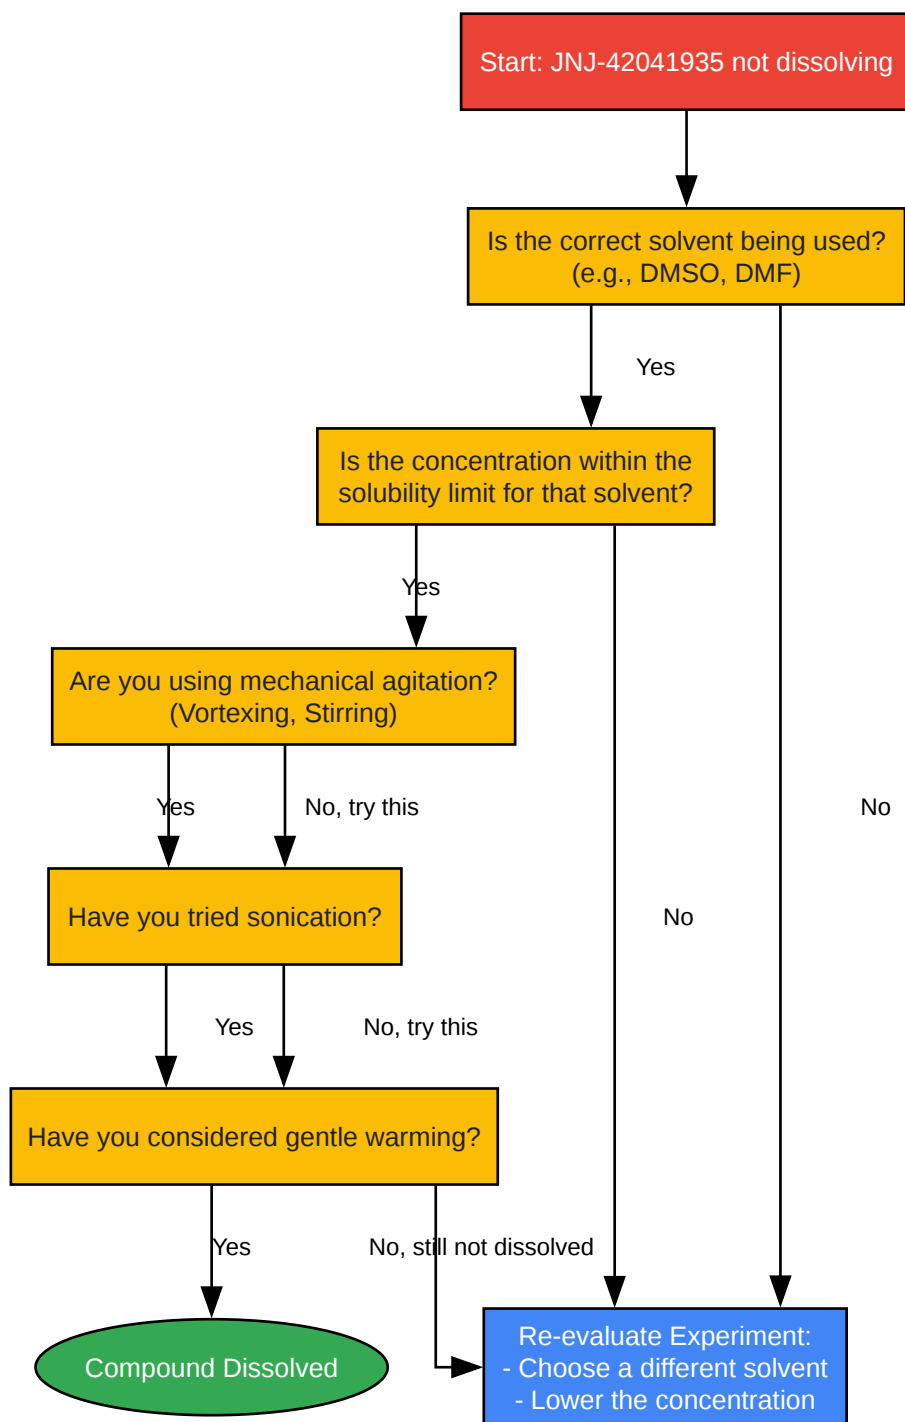 Start: JNJ-42041935 not dissolving
Is the correct solvent being used?
(e.g., DMSO, DMF)
Yes
Is the concentration within the
solubility limit for that solvent?
Yes
Are you using mechanical agitation?
(Vortexing, Stirring)
Yes
No, try this
No
Have you tried sonication?
No
Yes
No, try this
Have you considered gentle warming?
Yes
No, still not dissolved
Compound Dissolved
Re-evaluate Experiment:
- Choose a different solvent
- Lower the concentration